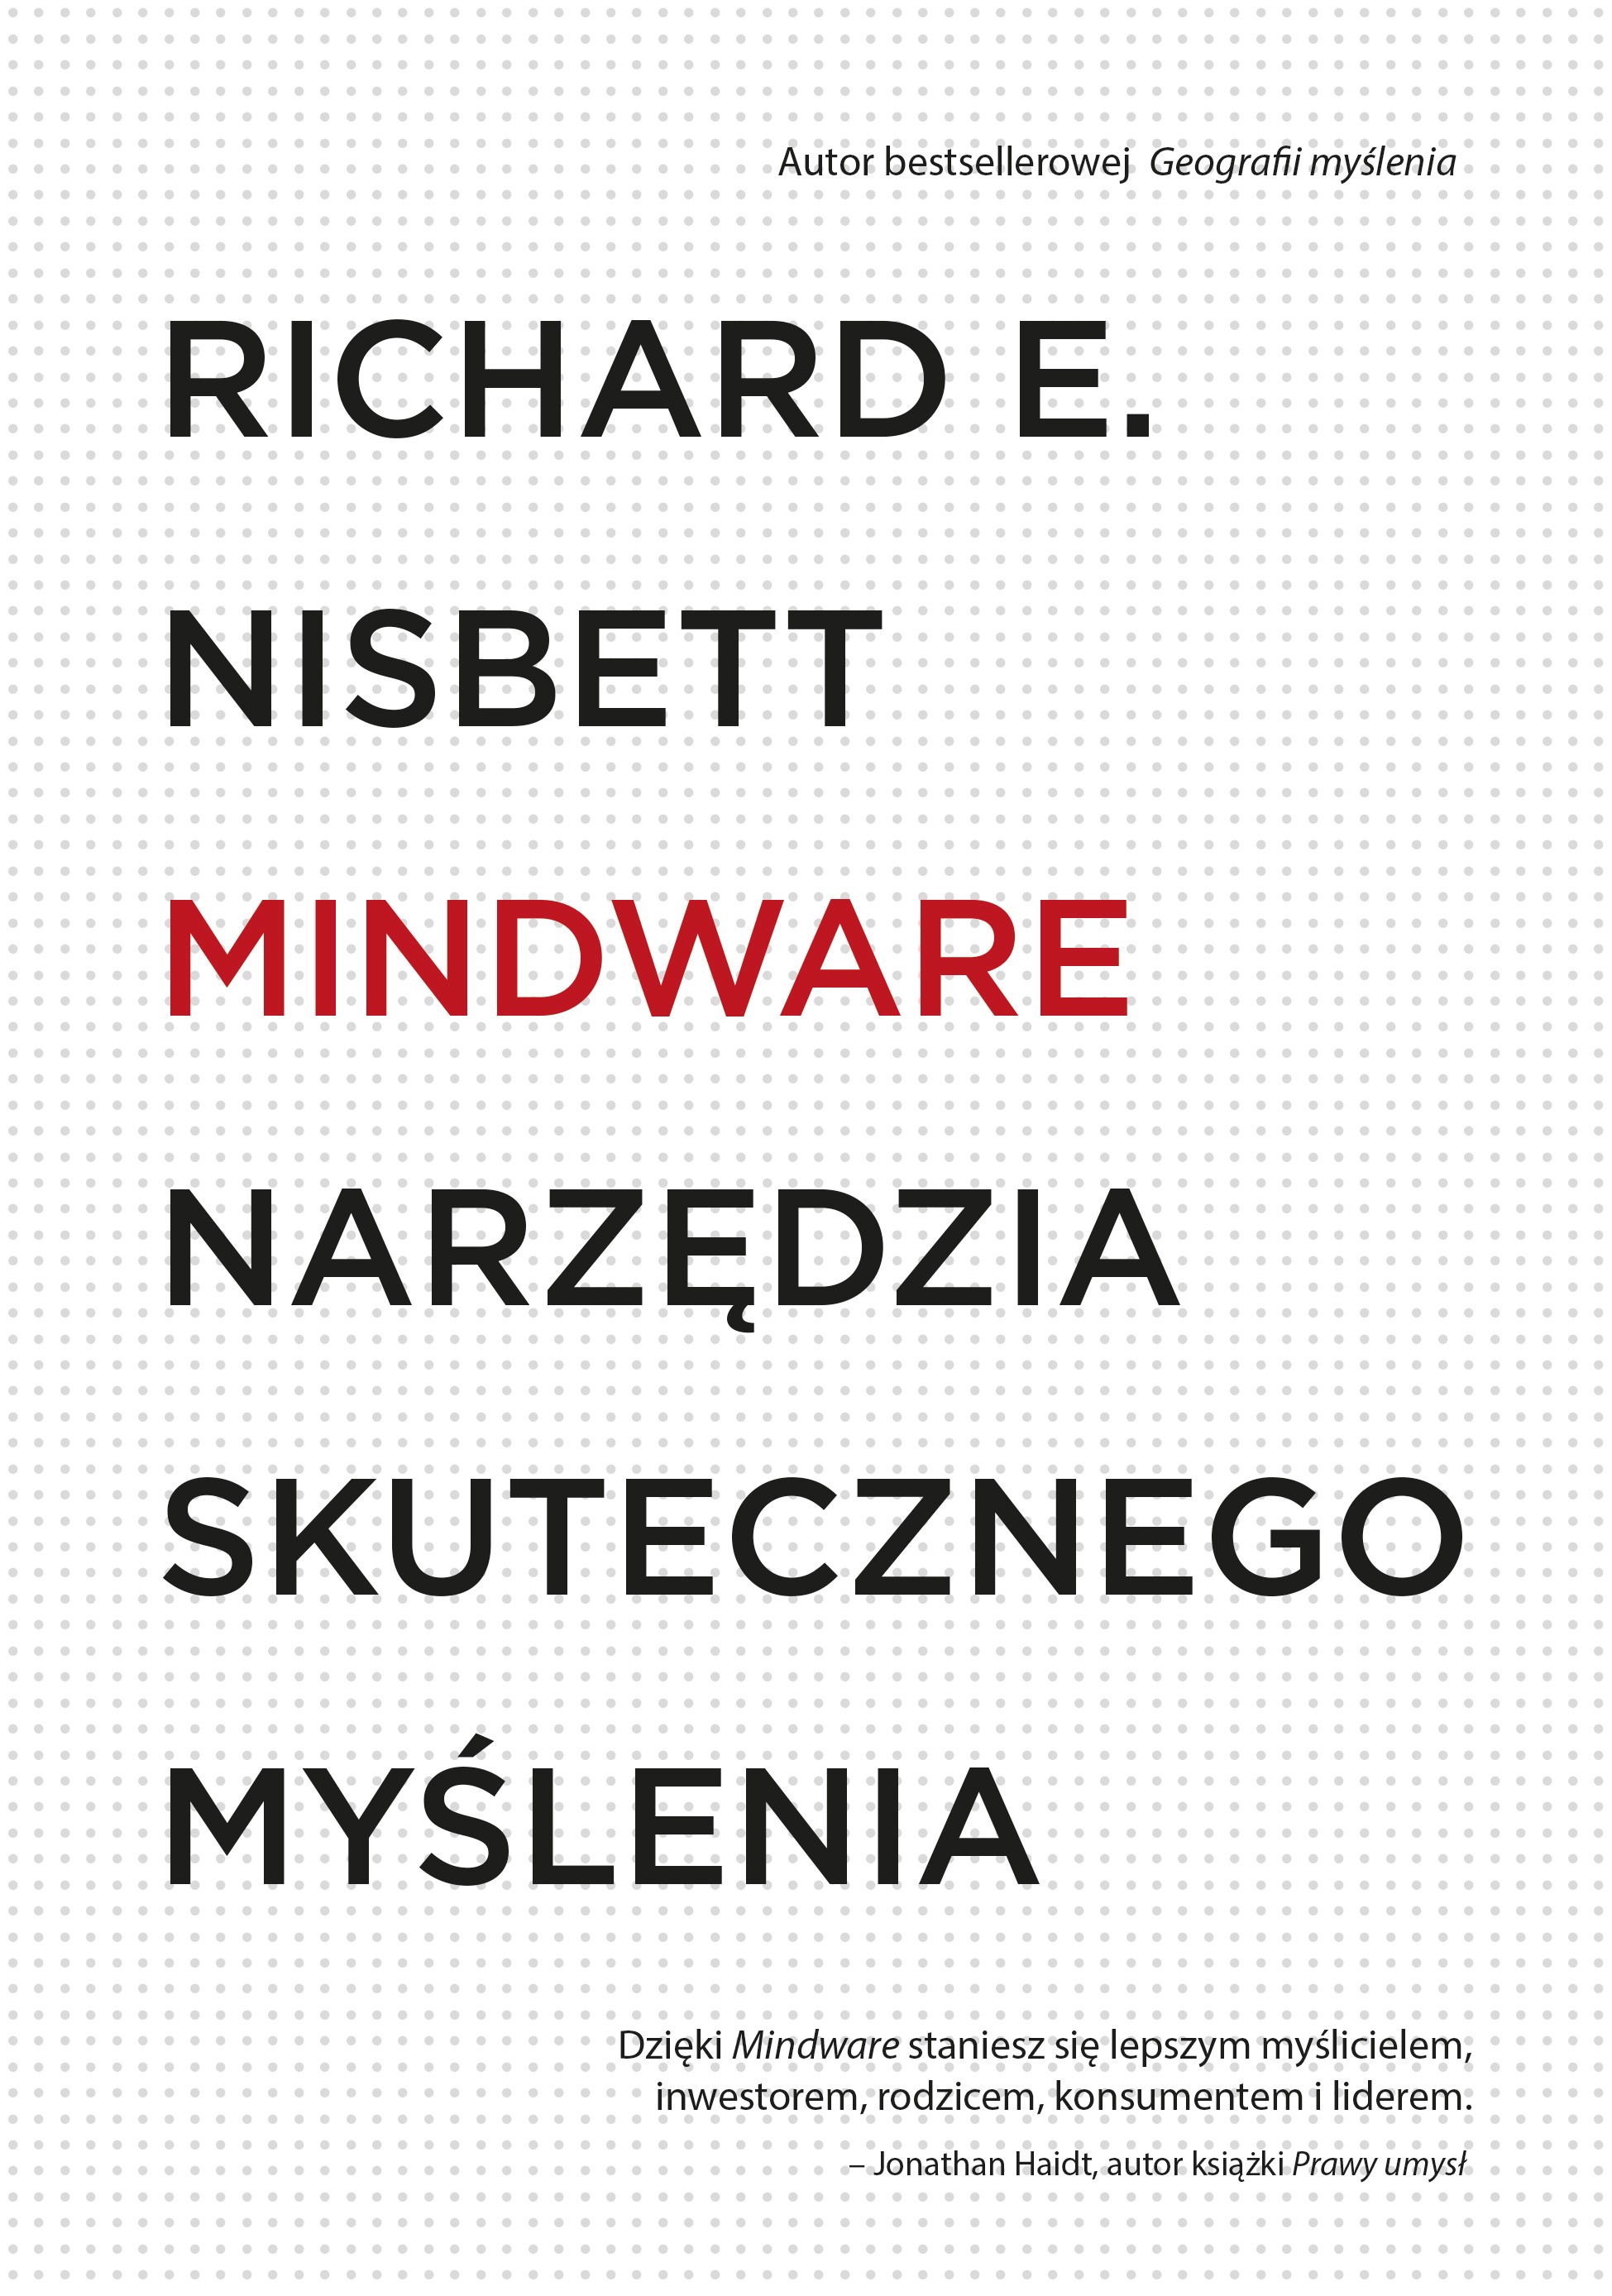 Autor bestsellerowej Geografii myślenia
RICHARD E.
NISBETT
MINDWARE
NARZĘDZIA
SKUTECZNEGO
MYŚLENIA
Dzięki Mindware staniesz się lepszym myślicielem,
inwestorem, rodzicem, konsumentem i liderem.
– Jonathan Haidt, autor książki Prawy umysł